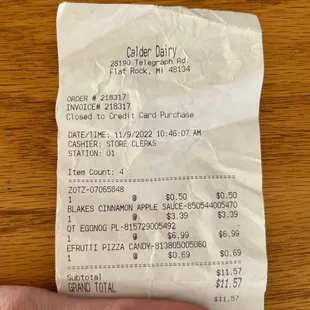 Calder Dairy
28190 Telegraph Rd.
Flat Rock, MI 48134
ORDER # 218317
INVOICE# 218317
Closed to Credit Card Purchase
DATE/TIME: 11/9/2022 10:46:07 AM
CASHIER: STORE CLERKS
STATION: 01
Item Count: 4
ZOTZ-07065848
1 @ $0.50 $0.50
BLAKES CINNAMON APPLE SAUCE-850544005470
1 @ $3.39 $3.39
QT EGGNOG PL-815729005492
1 @ $6.99 $6.99
EFRUTTI PIZZA CANDY-813805005060
1 @ $0.69 $0.69
Subtotal $11.57
GRAND TOTAL $11.57
$11.57